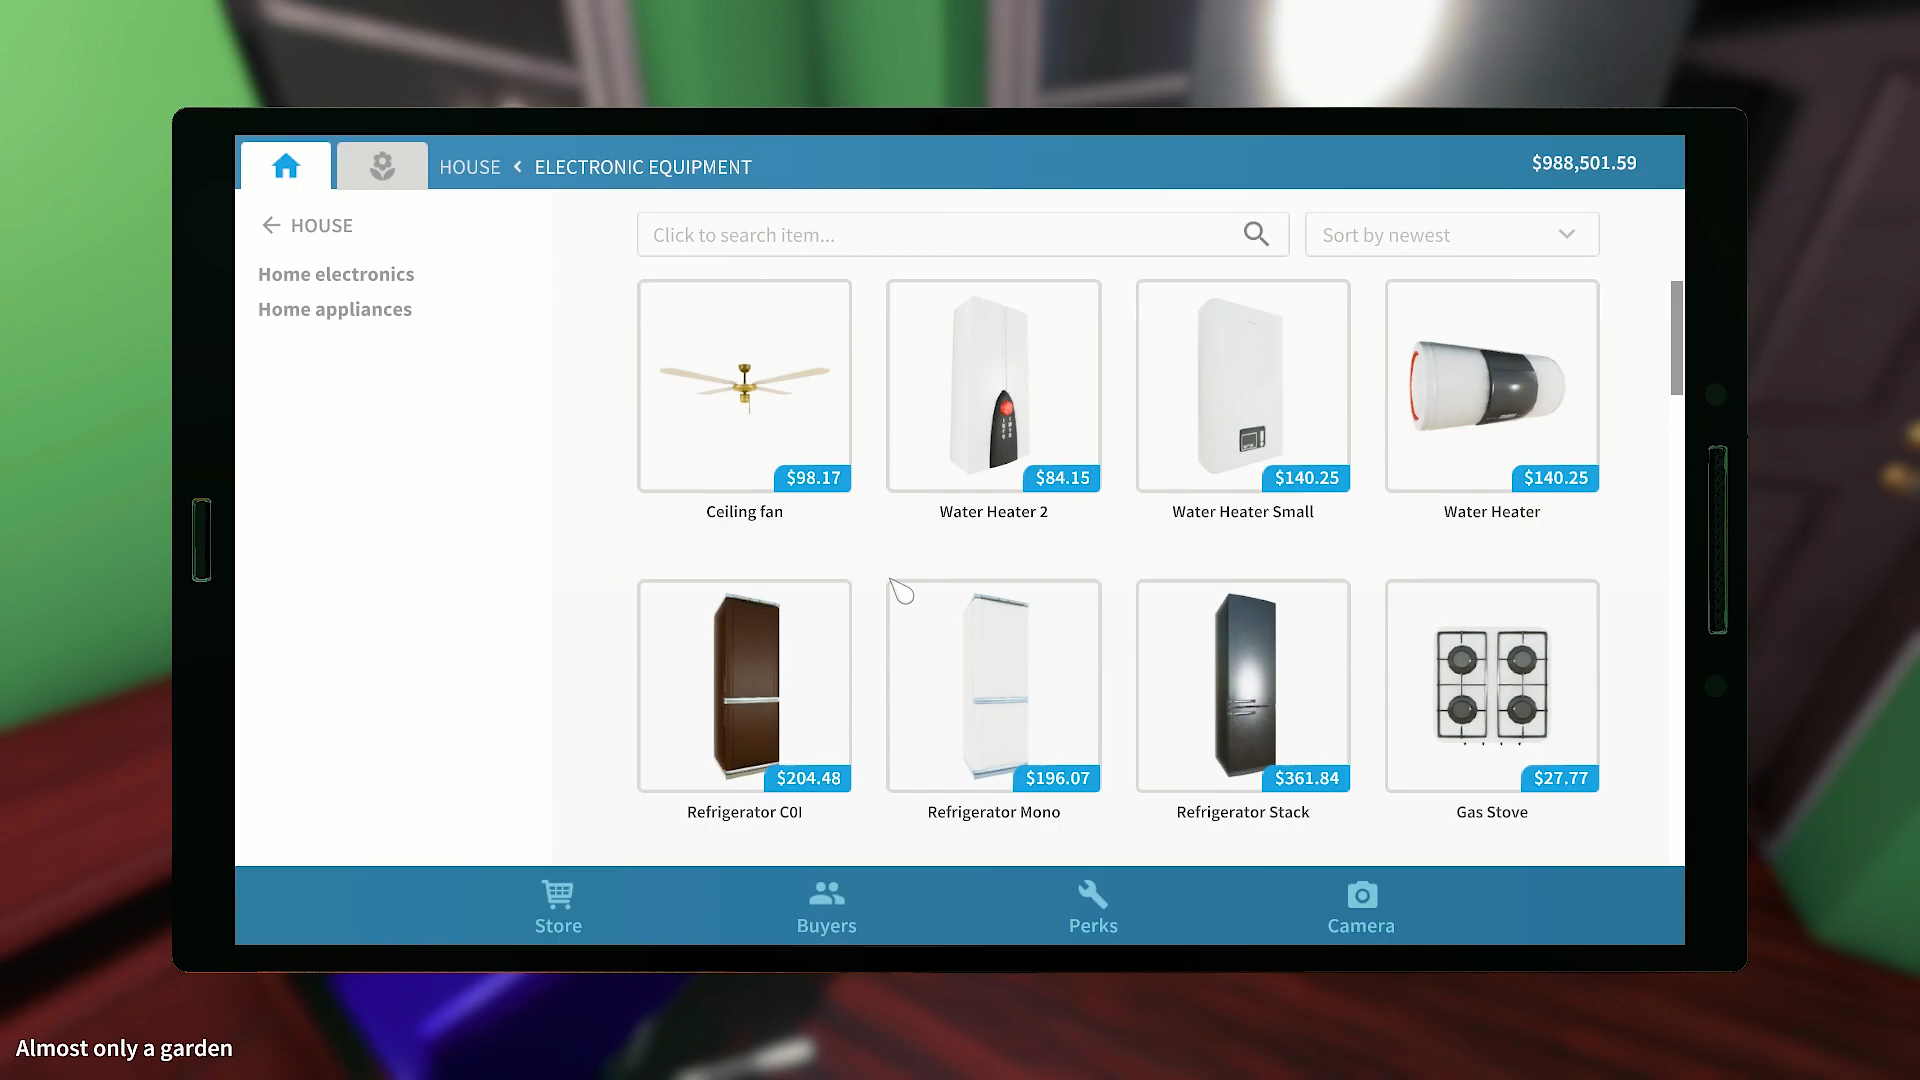 HOUSE < ELECTRONIC EQUIPMENT
$988,501.59
← HOUSE
Home electronics
Home appliances
Click to search item...
Sort by newest
$98.17
$84.15
$140.25
$140.25
Ceiling fan
Water Heater 2
Water Heater Small
Water Heater
$204.48
$196.07
$361.84
$27.77
Refrigerator C0I
Refrigerator Mono
Refrigerator Stack
Gas Stove
Store
Buyers
Perks
Camera
Almost only a garden